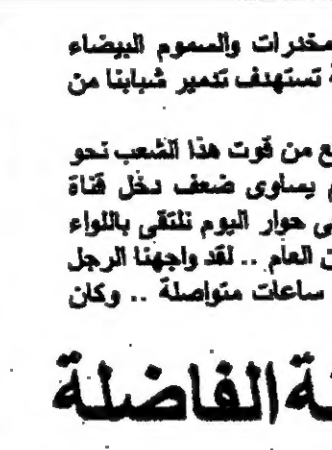 مخدرات والسموم البيضاء
تستهدف تدمير شبابنا من
ع من قوت هذا الشعب نحو
م يساوى ضعف دخل قناة
ى حوار اليوم نلتقى باللواء
ت العام .. لقد واجهنا الرجل
ساعات متواصلة .. وكان
ة الفاضلة